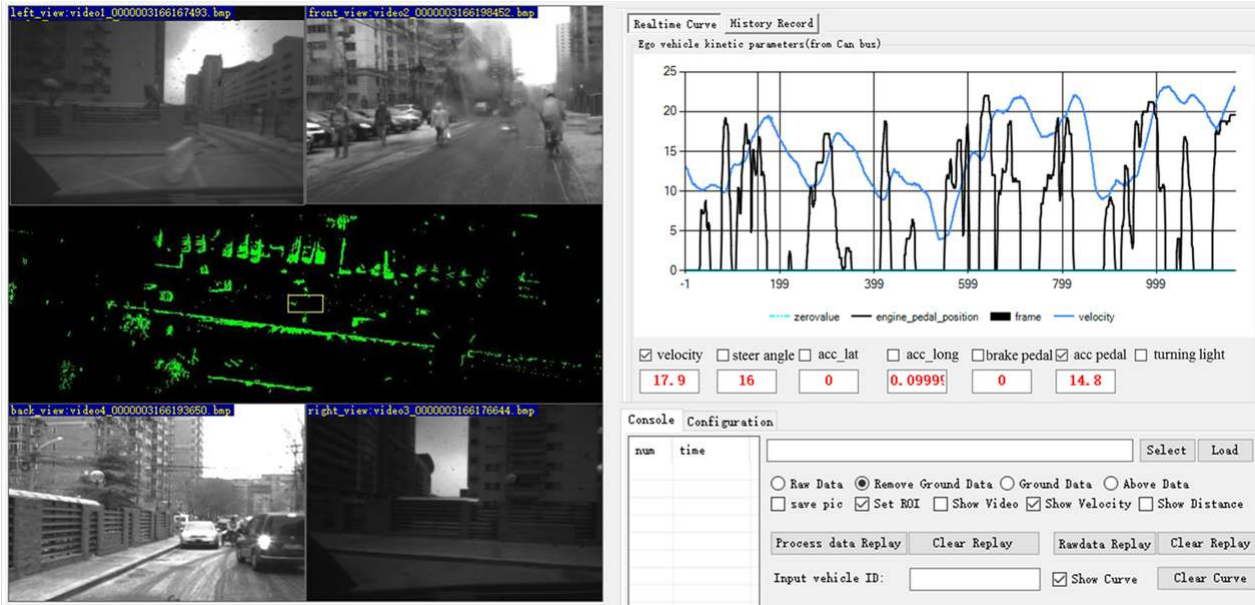 left_view:video1_0000003166167493.bmp
front_view:video2_0000003166198452.bmp
back_view:video4_0000003166193650.bmp
right_view:video3_0000003166176644.bmp
Realtime Curve History Record
Ego vehicle kinetic parameters(from Can bus)
25
20
15
10
5
0
-1 199 399 599 799 999
zerovalue engine_pedal_position frame velocity
velocity steer angle acc_lat acc_long brake pedal acc pedal turning light
17.9 16 0 0.09999 0 14.8
Console Configuration
num time
Select Load
Raw Data Remove Ground Data Ground Data Above Data
save pic Set ROI Show Video Show Velocity Show Distance
Process data Replay Clear Replay Rawdata Replay Clear Replay
Input vehicle ID: Show Curve Clear Curve